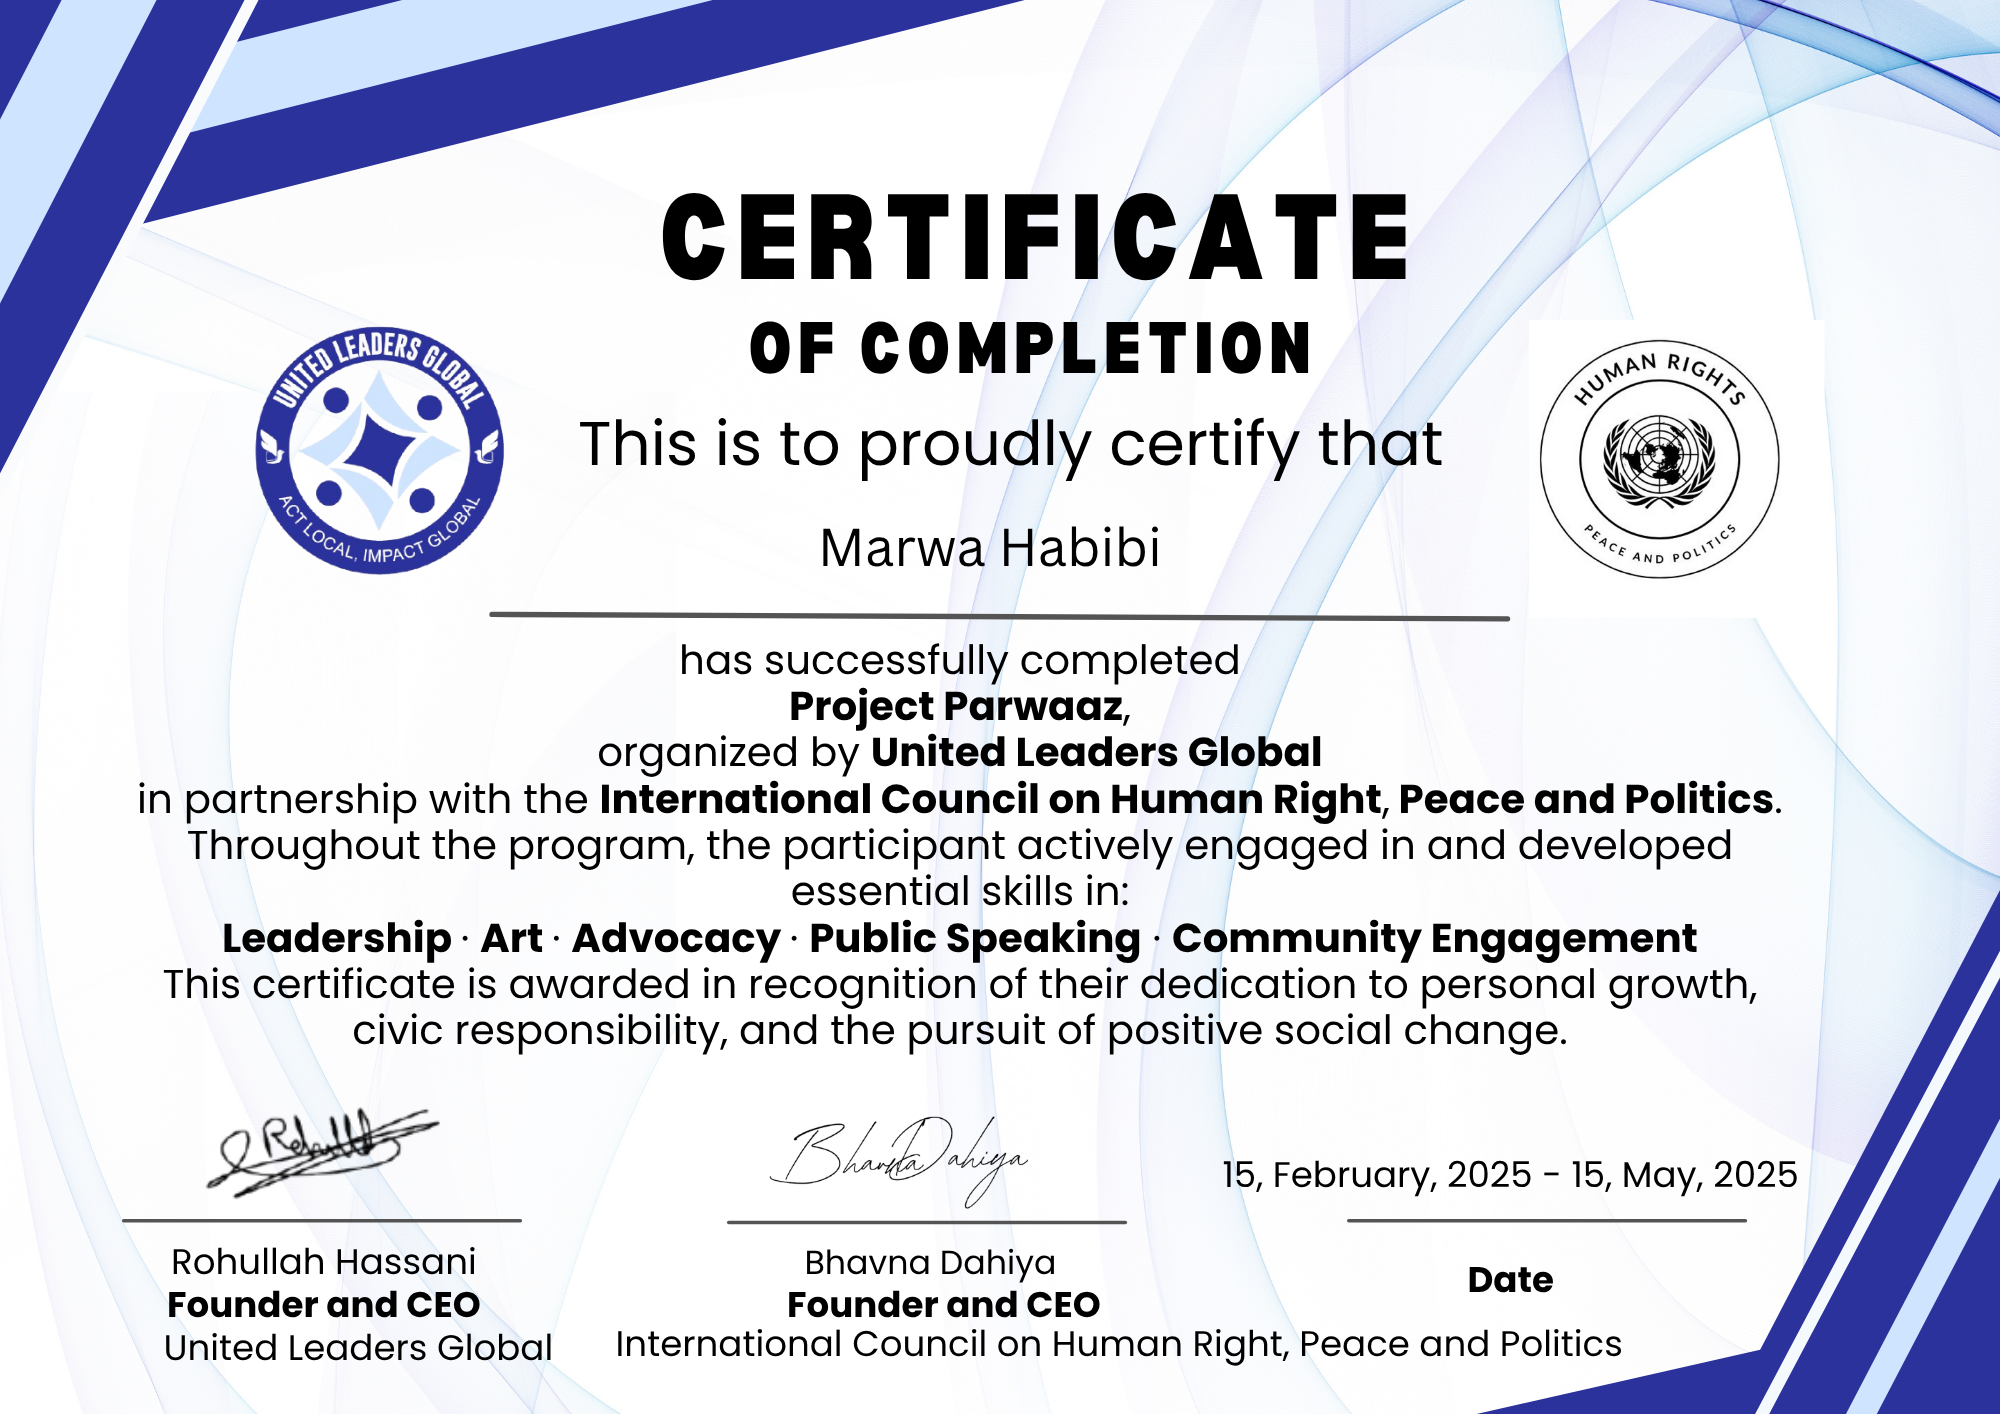 CERTIFICATE
OF COMPLETION
UNITED LEADERS GLOBAL
ACT LOCAL, IMPACT GLOBAL
HUMAN RIGHTS
PEACE AND POLITICS
This is to proudly certify that
Marwa Habibi
has successfully completed
Project Parwaaz,
organized by United Leaders Global
in partnership with the International Council on Human Right, Peace and Politics.
Throughout the program, the participant actively engaged in and developed
essential skills in:
Leadership · Art · Advocacy · Public Speaking · Community Engagement
This certificate is awarded in recognition of their dedication to personal growth,
civic responsibility, and the pursuit of positive social change.
Bhavna Dahiya
15, February, 2025 - 15, May, 2025
Rohullah Hassani
Founder and CEO
United Leaders Global
Bhavna Dahiya
Founder and CEO
International Council on Human Right, Peace and Politics
Date